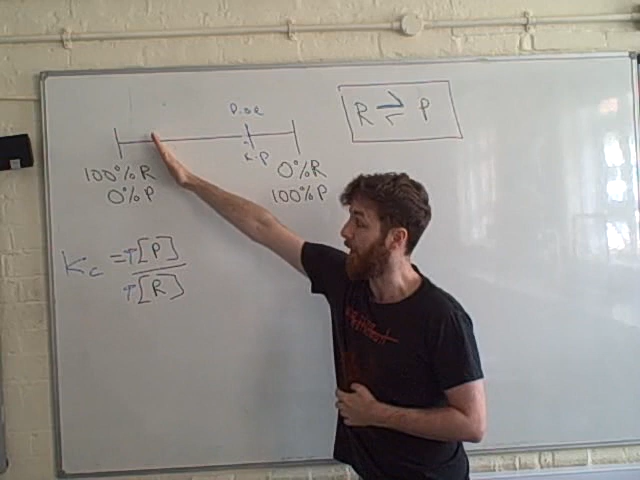 P.o.e
R ⇌ P
K.P
100%R
0%P
0%R
100%P
Kc = ↑[P]
↑[R]